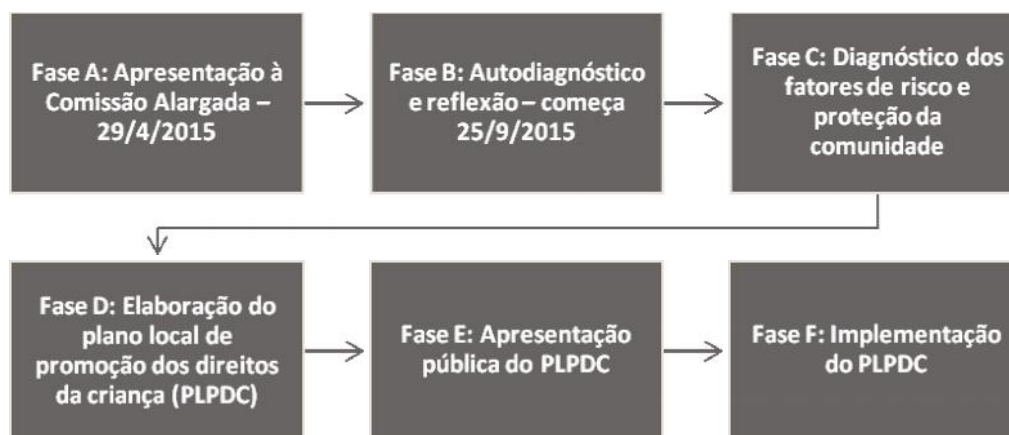 Fase A: Apresentação à
Comissão Alargada –
29/4/2015
Fase B: Autodiagnóstico
e reflexão – começa
25/9/2015
Fase C: Diagnóstico dos
fatores de risco e
proteção da
comunidade
Fase D: Elaboração do
plano local de
promoção dos direitos
da criança (PLPDC)
Fase E: Apresentação
pública do PLPDC
Fase F: Implementação
do PLPDC